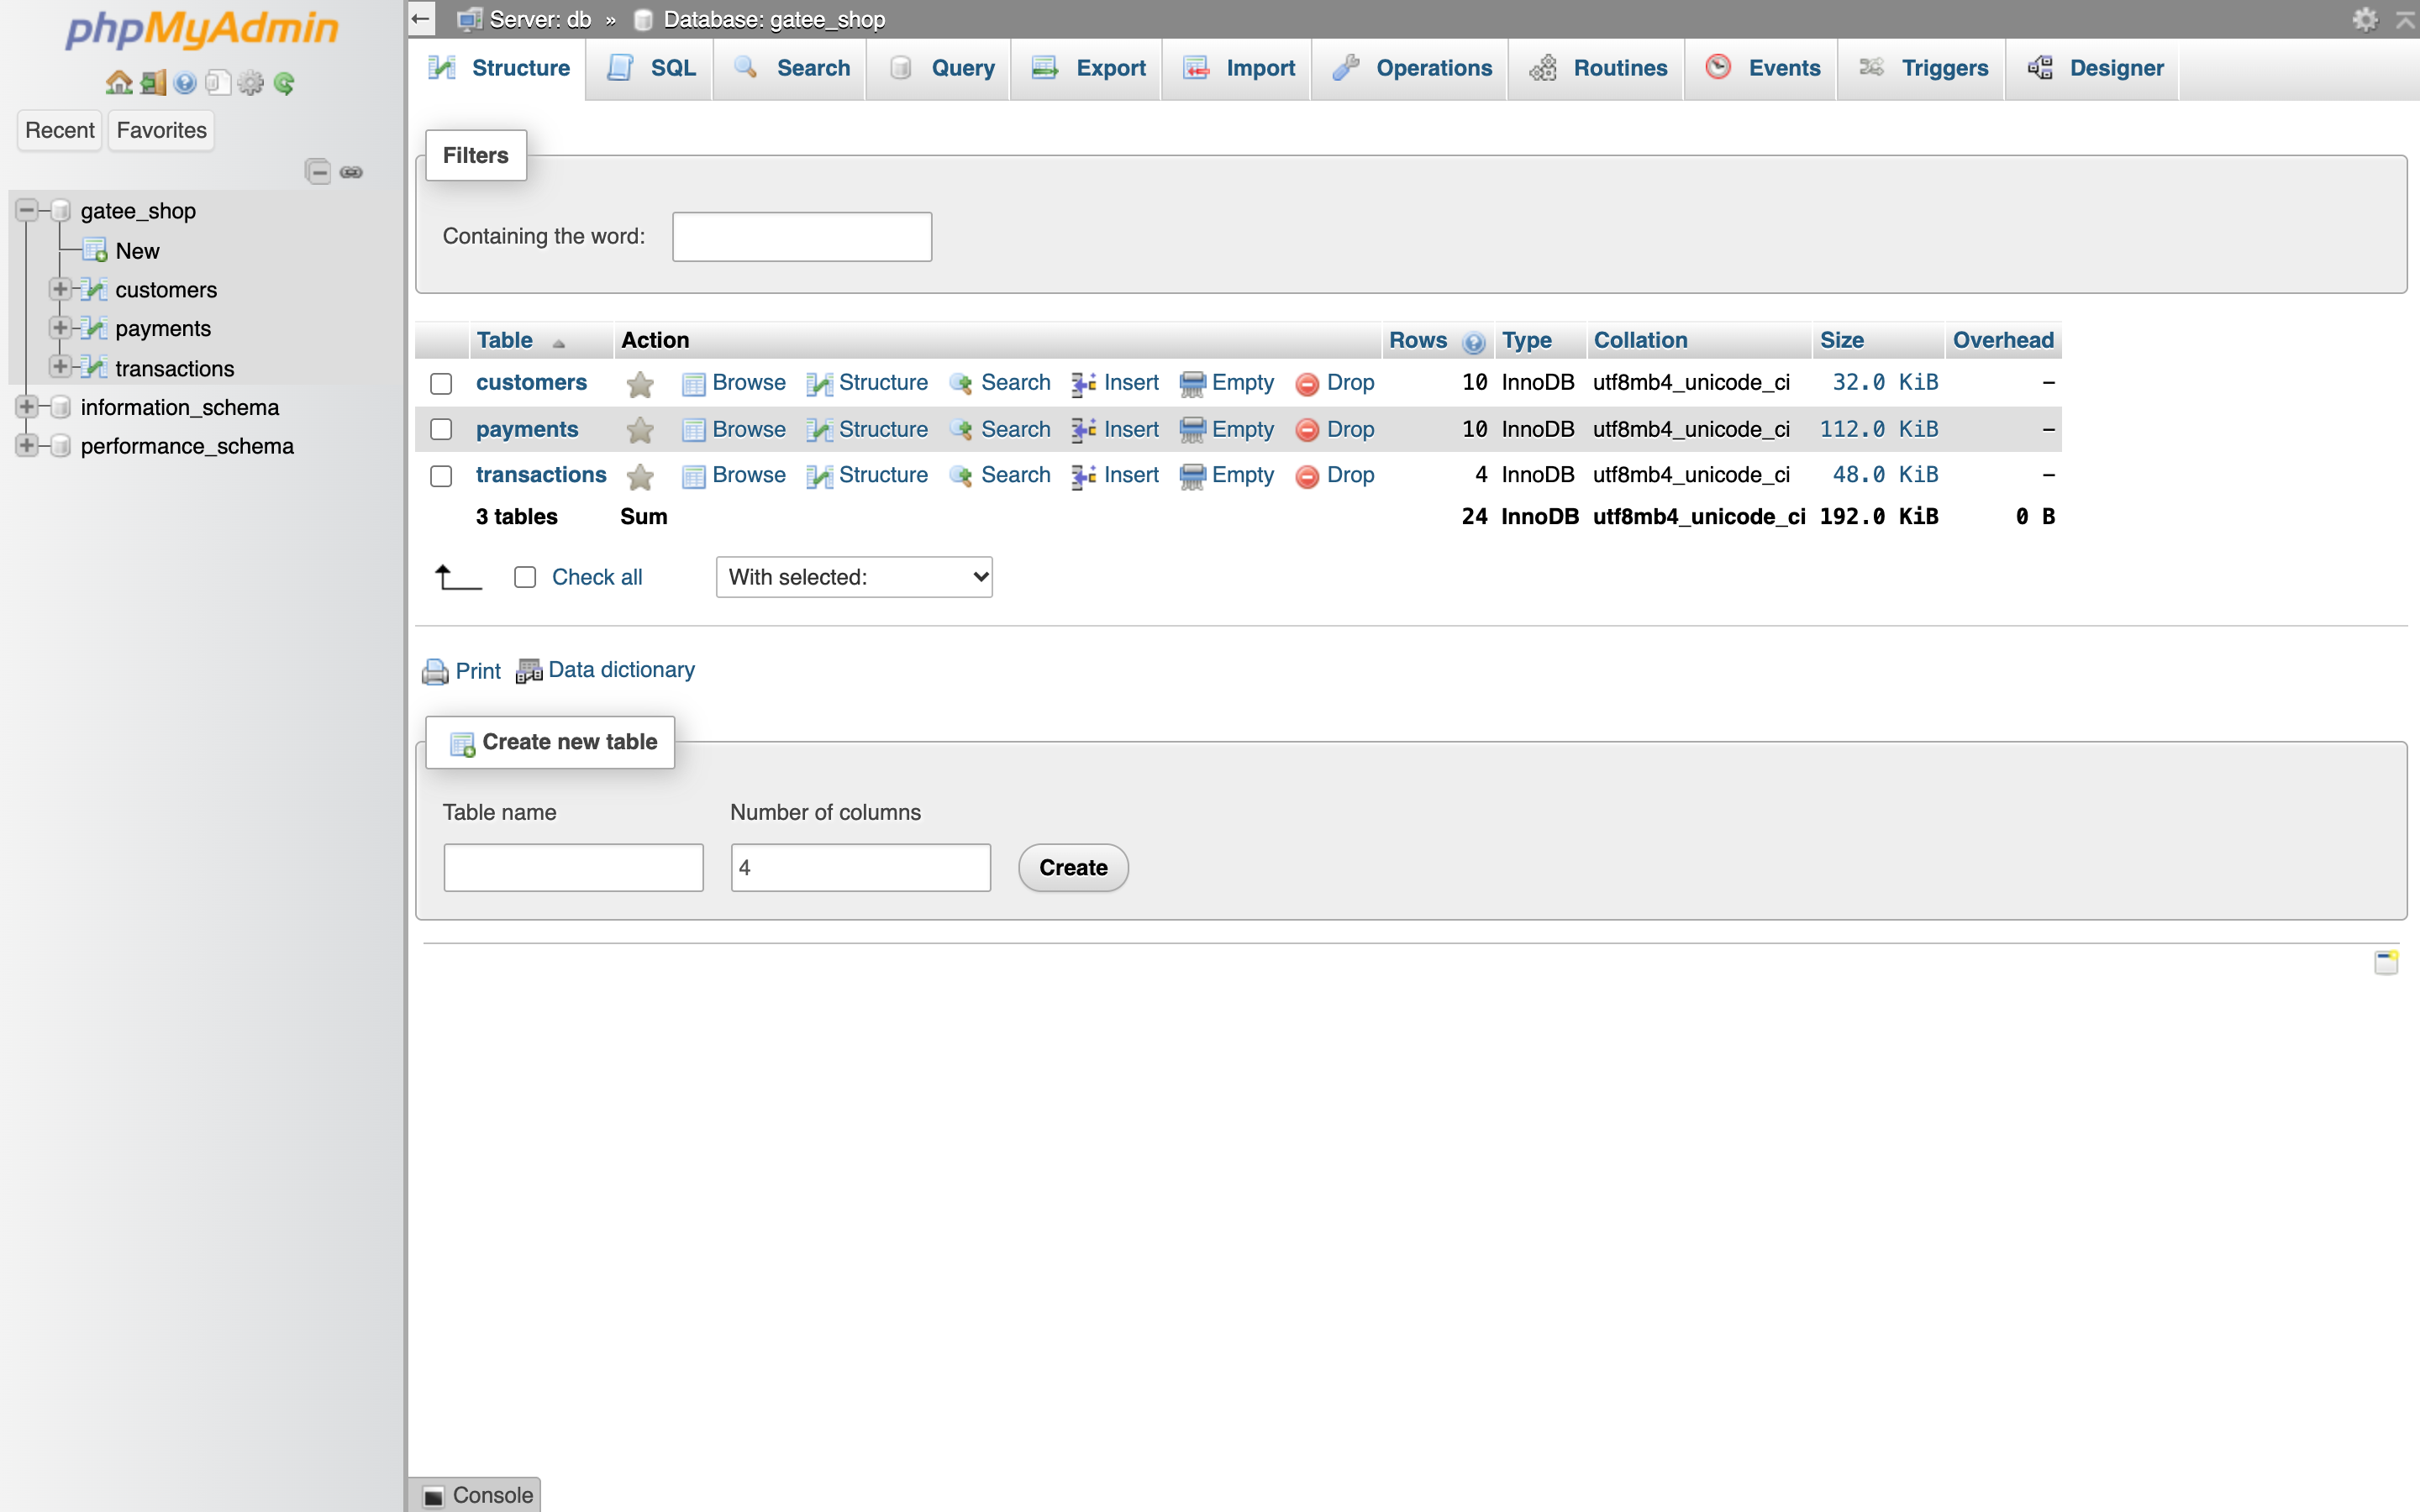 phpMyAdmin
Recent Favorites
gatee_shop
New
customers
payments
transactions
information_schema
performance_schema
Server: db » Database: gatee_shop
Structure SQL Search Query Export Import Operations Routines Events Triggers Designer
Filters
Containing the word:
Table Action Rows Type Collation Size Overhead
customers Browse Structure Search Insert Empty Drop 10 InnoDB utf8mb4_unicode_ci 32.0 KiB –
payments Browse Structure Search Insert Empty Drop 10 InnoDB utf8mb4_unicode_ci 112.0 KiB –
transactions Browse Structure Search Insert Empty Drop 4 InnoDB utf8mb4_unicode_ci 48.0 KiB –
3 tables Sum 24 InnoDB utf8mb4_unicode_ci 192.0 KiB 0 B
Check all With selected:
Print Data dictionary
Create new table
Table name Number of columns
4 Create
Console